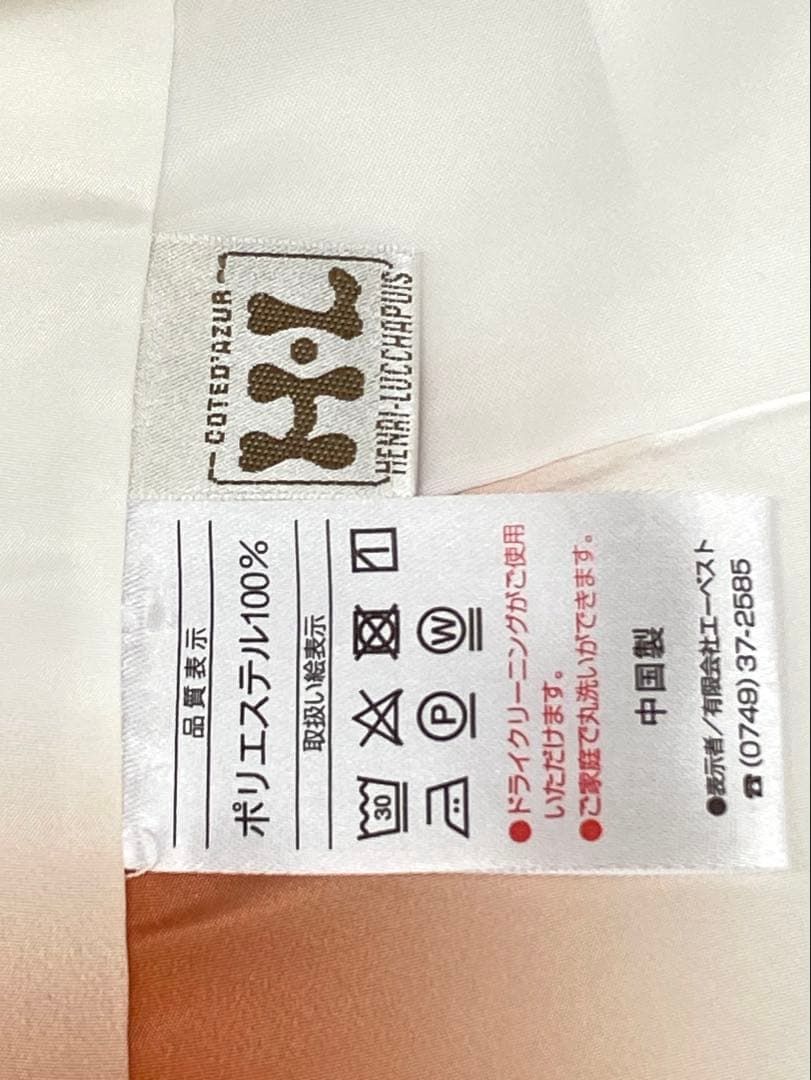 COTED'AZUR
H·L
HENRI-LUCCHAPUIS
品質表示
ポリエステル100%
取扱い絵表示
30
P
W
●ドライクリーニングがご使用
いただけます。
●ご家庭で丸洗いができます。
中国製
●表示者/有限会社エーベスト
☎(0749)37-2585